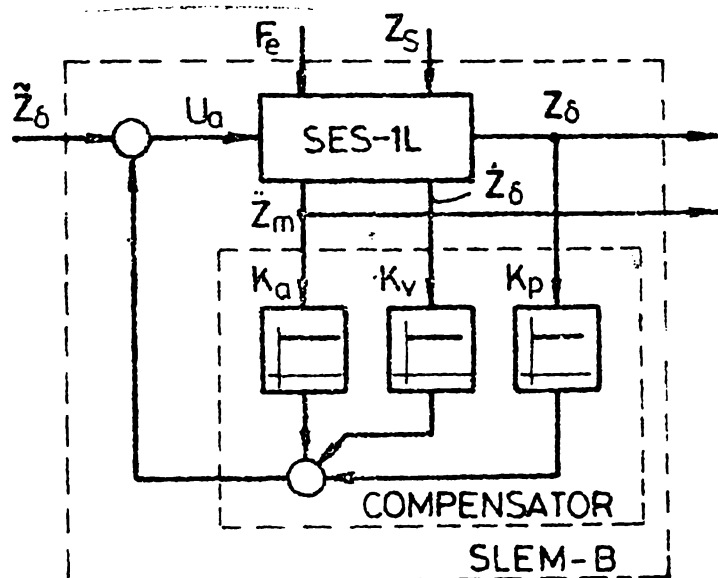 Fe Zs
Z̃δ Ua SES-1L Zδ
Z̈m Żδ
Ka Kv Kp
COMPENSATOR
SLEM-B